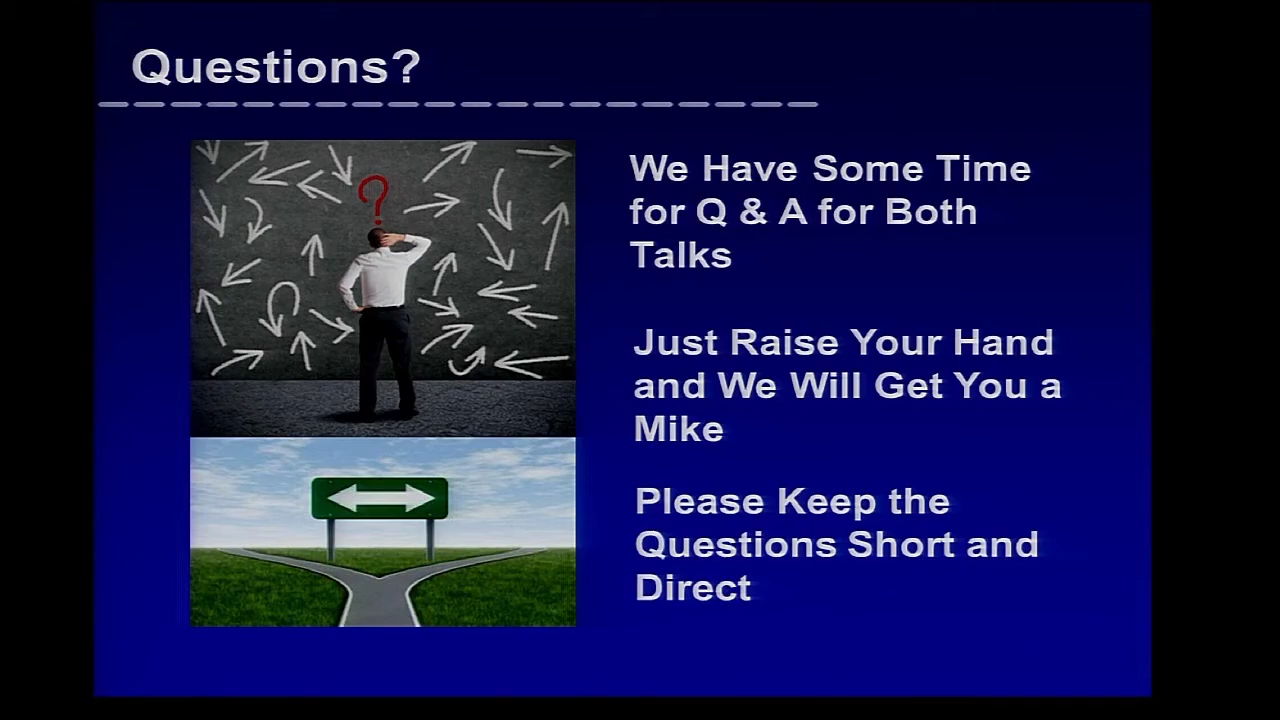 Questions?
We Have Some Time
for Q & A for Both
Talks
Just Raise Your Hand
and We Will Get You a
Mike
Please Keep the
Questions Short and
Direct